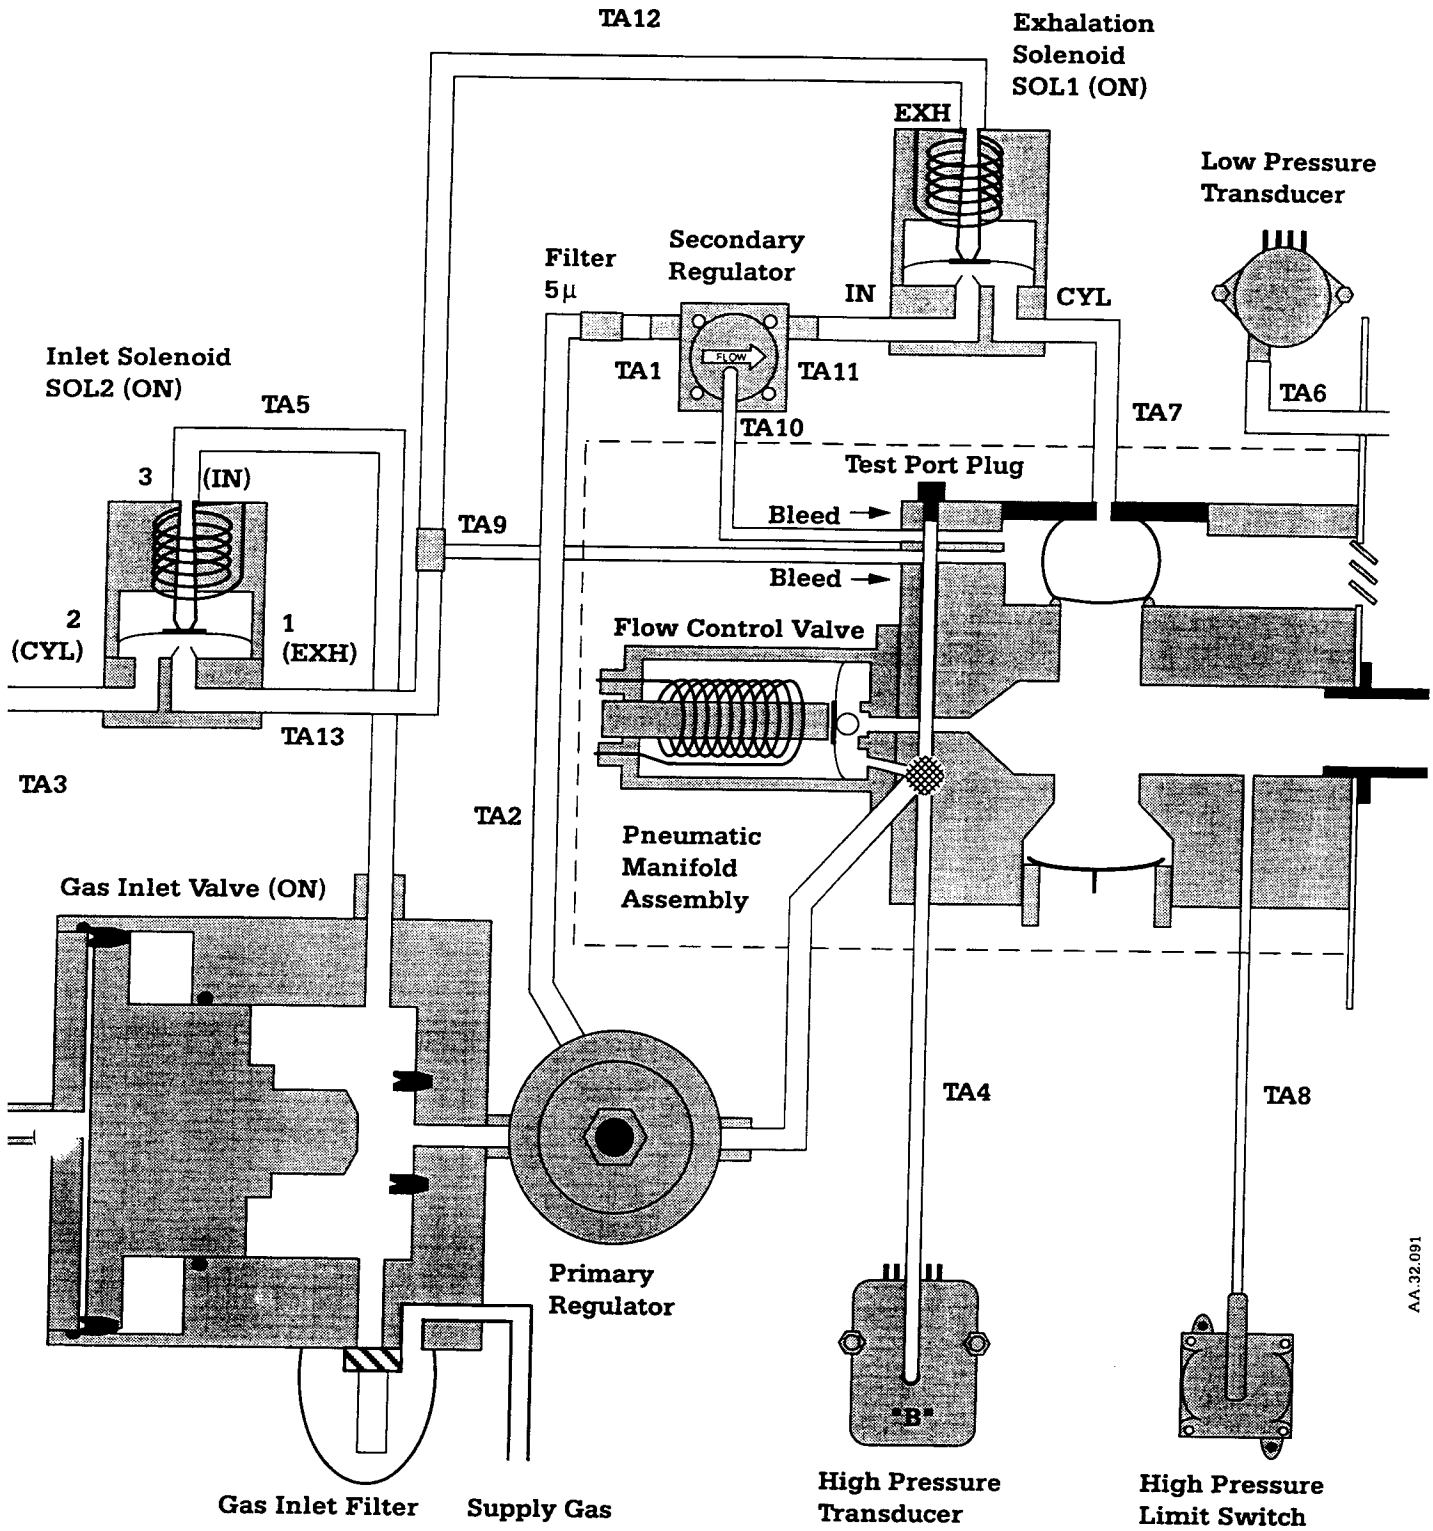 TA12
Exhalation
Solenoid
SOL1 (ON)
EXH
Low Pressure
Transducer
Secondary
Regulator
Filter
5μ
IN
CYL
FLOW
Inlet Solenoid
SOL2 (ON)
TA5
TA1
TA11
TA6
TA7
TA10
3
(IN)
Test Port Plug
Bleed
TA9
Bleed
2
(CYL)
1
(EXH)
Flow Control Valve
TA13
TA3
TA2
Pneumatic
Manifold
Assembly
Gas Inlet Valve (ON)
TA4
TA8
Primary
Regulator
AA.32.091
"B"
Gas Inlet Filter
Supply Gas
High Pressure
Transducer
High Pressure
Limit Switch